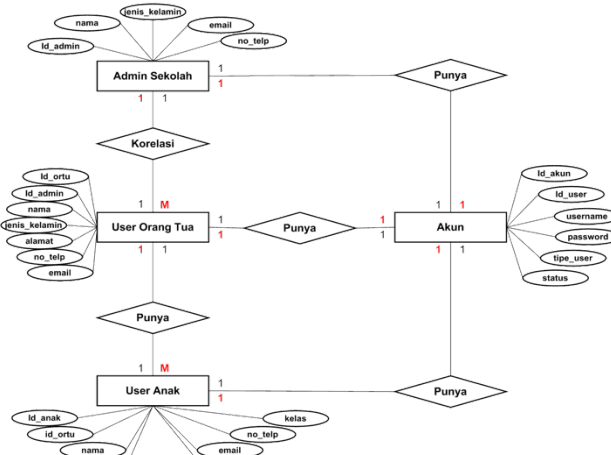 jenis_kelamin
nama
email
Id_admin
no_telp
Admin Sekolah
1
1
Punya
1
1
Korelasi
Id_ortu
Id_admin
nama
jenis_kelamin
alamat
no_telp
email
1
M
User Orang Tua
1
1
Punya
1
1
1
1
Akun
Id_akun
Id_user
username
password
tipe_user
status
1
1
1
1
Punya
1
M
User Anak
1
1
Punya
Id_anak
id_ortu
nama
kelas
no_telp
email